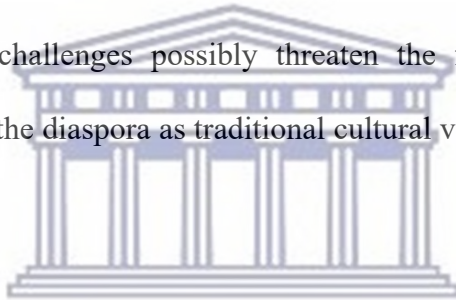 challenges possibly threaten the
the diaspora as traditional cultural